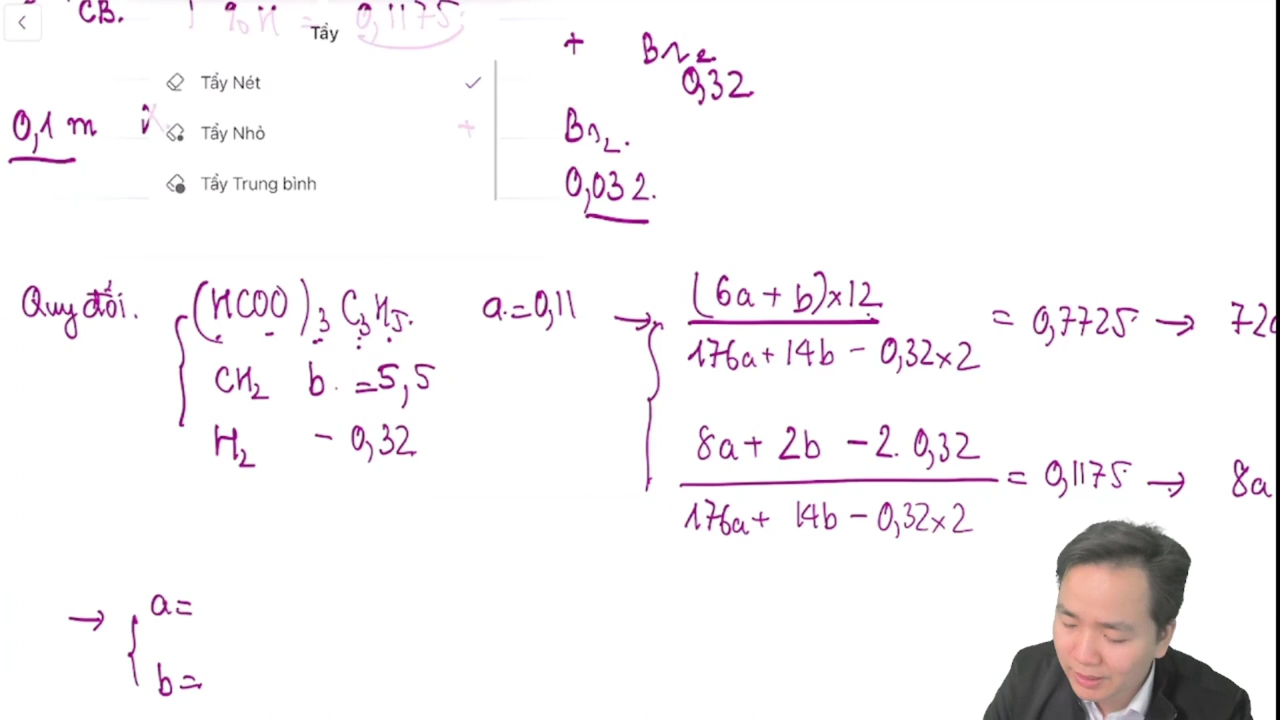 CB.
% H = 0,1175
Tẩy
+ Br2
0,32
Tẩy Nét
0,1 m
Tẩy Nhỏ
+ Br2.
0,032.
Tẩy Trung bình
Quy đổi. (HCOO)3 C3H5. a = 0,11 → (6a + b)×12 / 176a + 14b – 0,32×2 = 0,7725 → 72a
CH2 b. = 5,5
H2 – 0,32
8a + 2b – 2. 0,32 / 176a + 14b – 0,32×2 = 0,1175 → 8a
→ { a =
b =